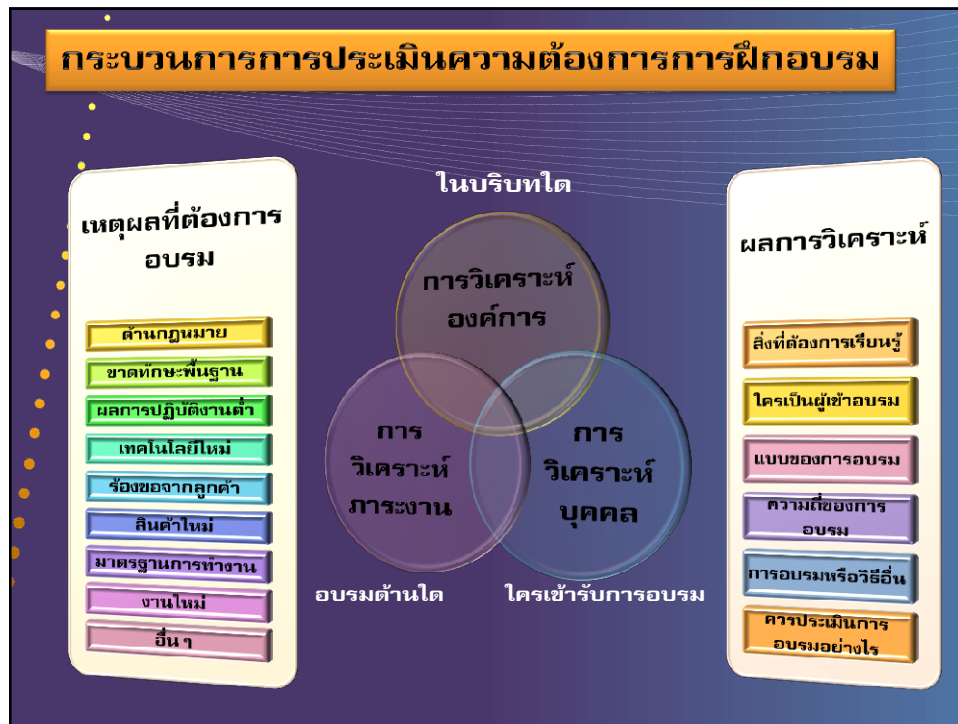 กระบวนการการประเมินความต้องการการฝึกอบรม
เหตุผลที่ต้องการ
อบรม
ด้านกฎหมาย
ขาดทักษะพื้นฐาน
ผลการปฏิบัติงานต่ำ
เทคโนโลยีใหม่
ร้องขอจากลูกค้า
สินค้าใหม่
มาตรฐานการทำงาน
งานใหม่
อื่น ๆ
ในบริบทใด
การวิเคราะห์
องค์การ
การ
วิเคราะห์
ภาระงาน
การ
วิเคราะห์
บุคคล
อบรมด้านใด
ใครเข้ารับการอบรม
ผลการวิเคราะห์
สิ่งที่ต้องการเรียนรู้
ใครเป็นผู้เข้าอบรม
แบบของการอบรม
ความถี่ของการ
อบรม
การอบรมหรือวิธีอื่น
ควรประเมินการ
อบรมอย่างไร